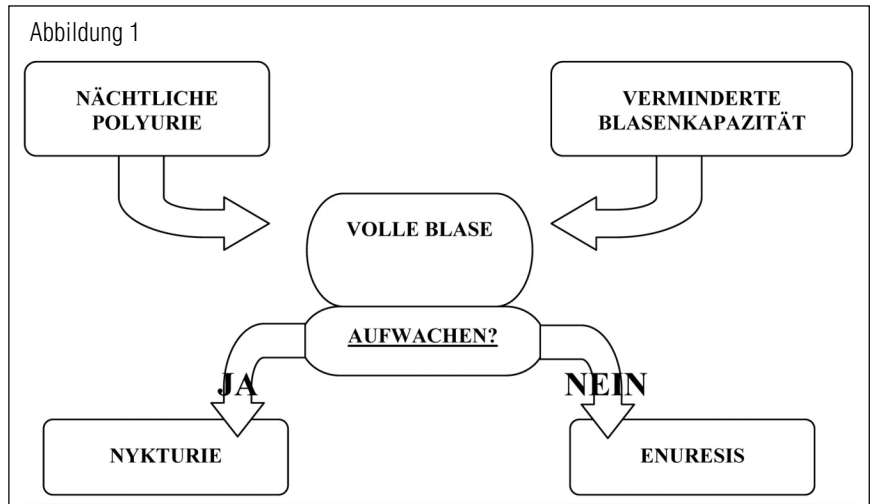 Abbildung 1
NÄCHTLICHE
POLYURIE
VERMINDERTE
BLASENKAPAZITÄT
VOLLE BLASE
AUFWACHEN?
JA
NEIN
NYKTURIE
ENURESIS